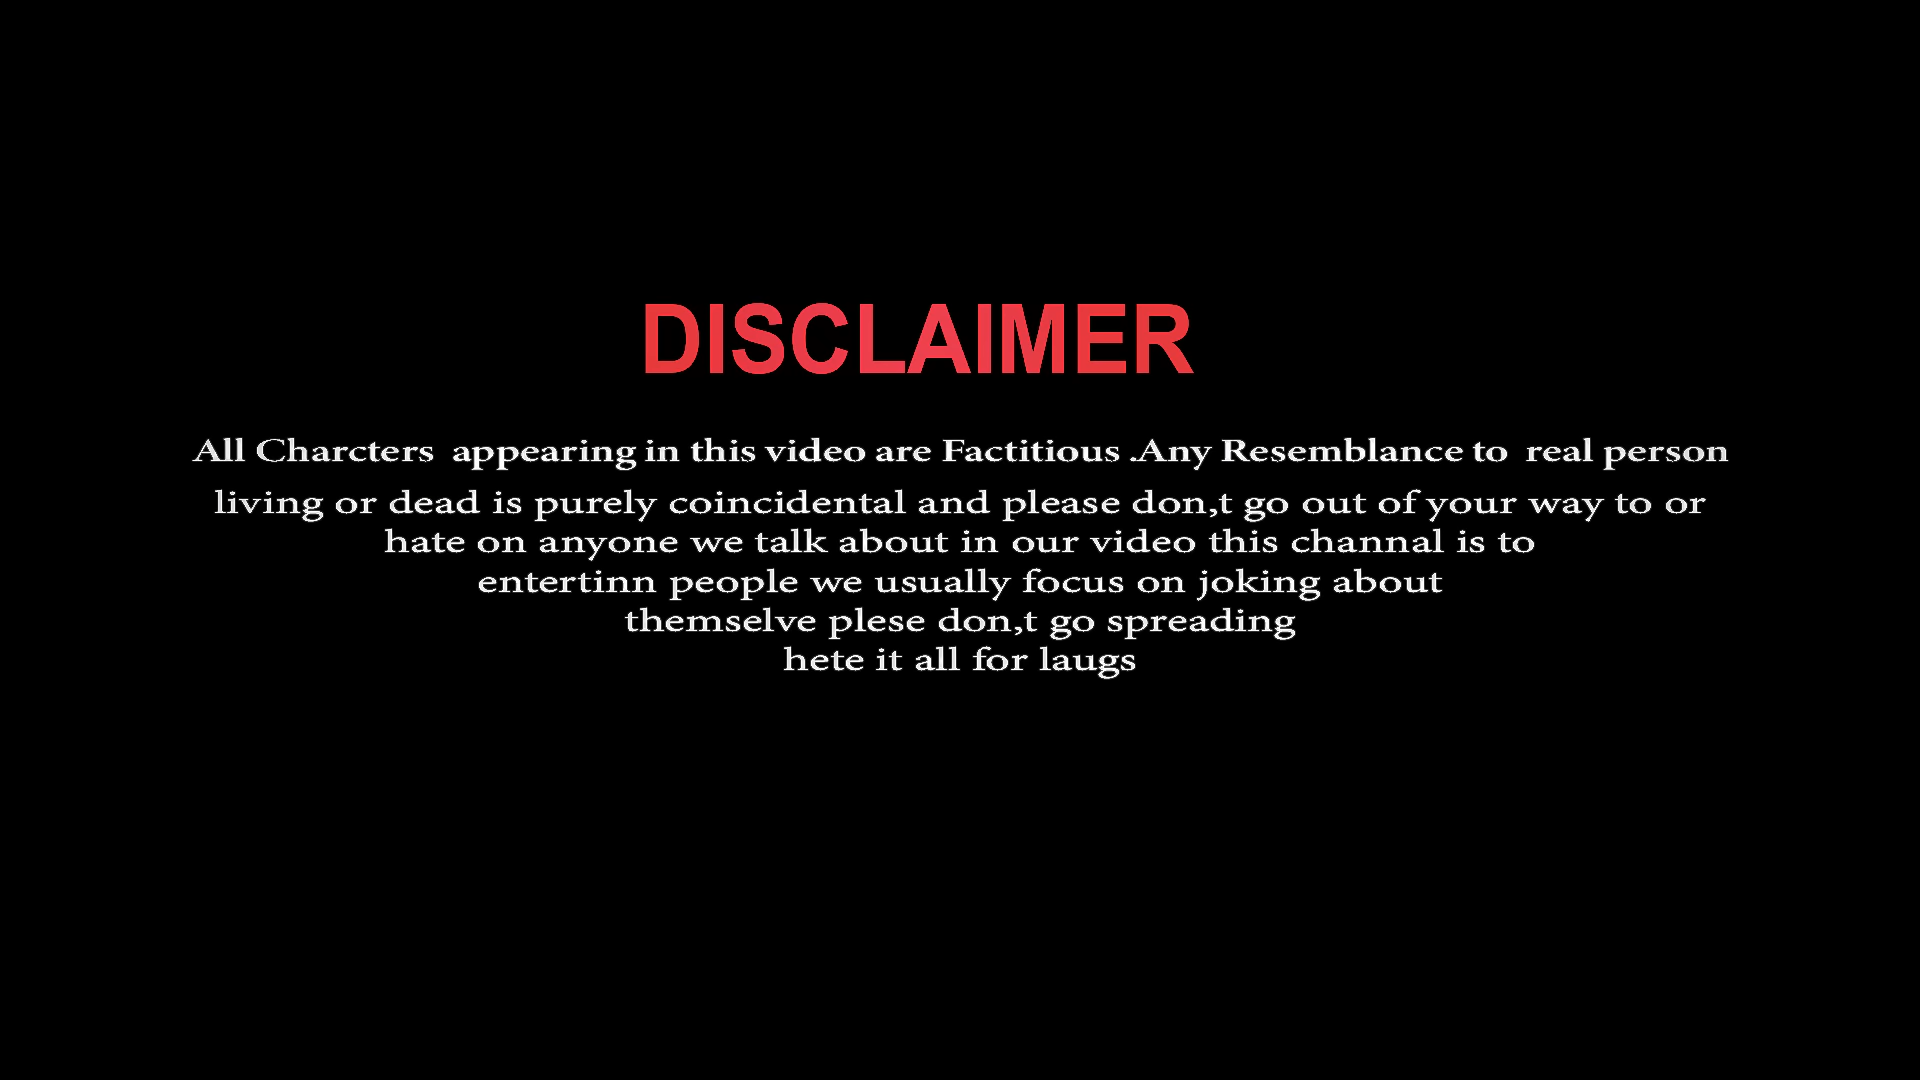 DISCLAIMER
All Charcters appearing in this video are Factitious .Any Resemblance to real person
living or dead is purely coincidental and please don,t go out of your way to or
hate on anyone we talk about in our video this channal is to
entertinn people we usually focus on joking about
themselve plese don,t go spreading
hete it all for laugs